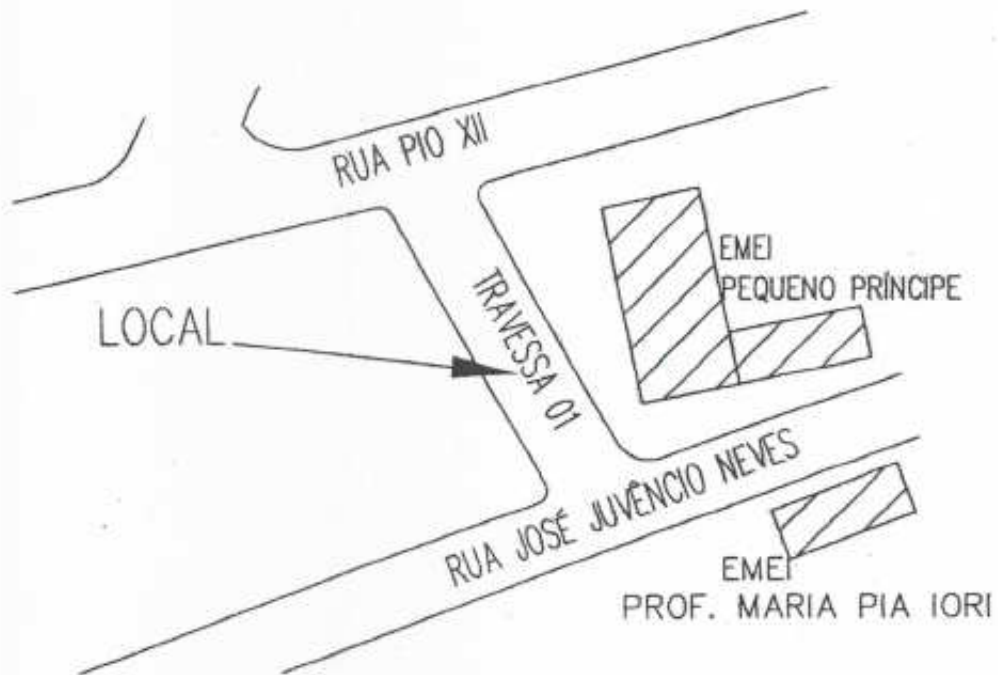 RUA PIO XII
EMEI
PEQUENO PRÍNCIPE
LOCAL
TRAVESSA 01
RUA JOSÉ JUVÊNCIO NEVES
EMEI
PROF. MARIA PIA IORI